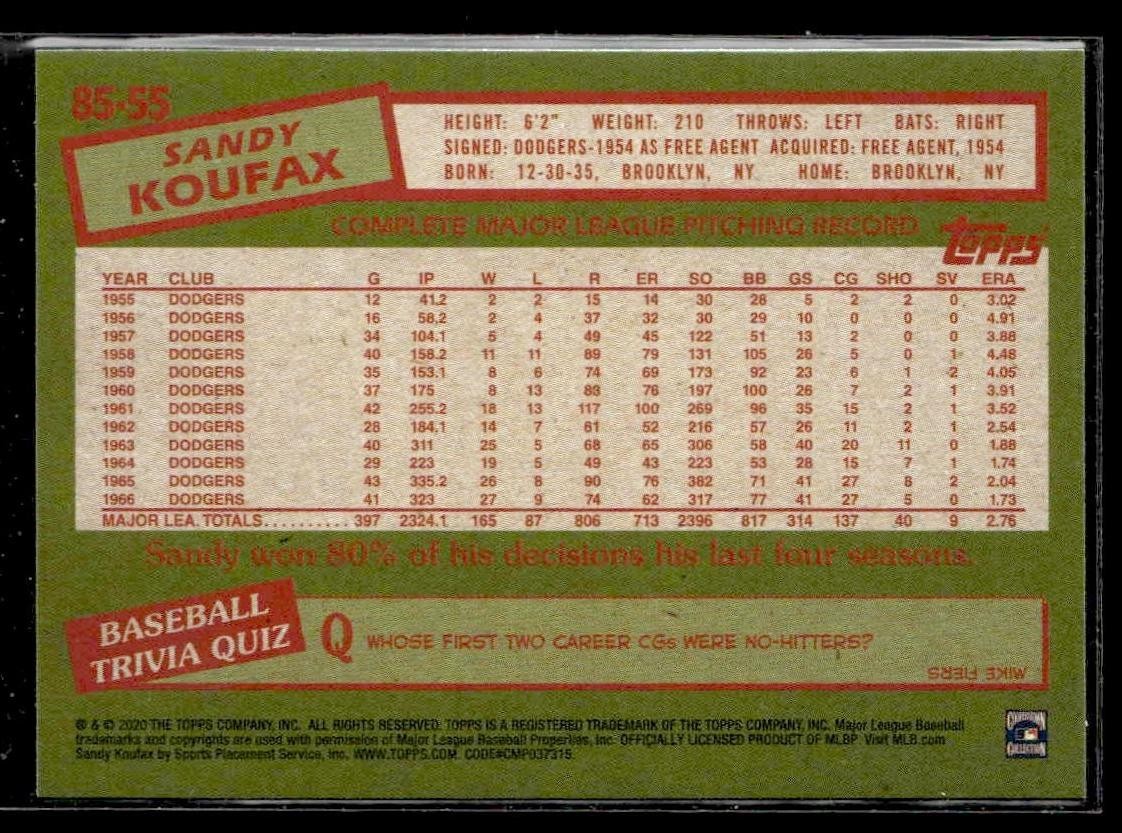 85-55
SANDY
KOUFAX
HEIGHT: 6'2" WEIGHT: 210 THROWS: LEFT BATS: RIGHT
SIGNED: DODGERS-1954 AS FREE AGENT ACQUIRED: FREE AGENT, 1954
BORN: 12-30-35, BROOKLYN, NY HOME: BROOKLYN, NY
COMPLETE MAJOR LEAGUE PITCHING RECORD
topps
YEAR CLUB G IP W L R ER SO BB GS CG SHO SV ERA
1955 DODGERS 12 41.2 2 2 15 14 30 28 5 2 2 0 3.02
1956 DODGERS 16 58.2 2 4 37 32 30 29 10 0 0 0 4.91
1957 DODGERS 34 104.1 5 4 49 45 122 51 13 2 0 0 3.88
1958 DODGERS 40 158.2 11 11 89 79 131 105 26 5 0 1 4.48
1959 DODGERS 35 153.1 8 6 74 69 173 92 23 6 1 2 4.05
1960 DODGERS 37 175 8 13 83 76 197 100 26 7 2 1 3.91
1961 DODGERS 42 255.2 18 13 117 100 269 96 35 15 2 1 3.52
1962 DODGERS 28 184.1 14 7 61 52 216 57 26 11 2 1 2.54
1963 DODGERS 40 311 25 5 68 65 306 58 40 20 11 0 1.88
1964 DODGERS 29 223 19 5 49 43 223 53 28 15 7 1 1.74
1965 DODGERS 43 335.2 26 8 90 76 382 71 41 27 8 2 2.04
1966 DODGERS 41 323 27 9 74 62 317 77 41 27 5 0 1.73
MAJOR LEA. TOTALS.......... 397 2324.1 165 87 806 713 2396 817 314 137 40 9 2.76
Sandy won 80% of his decisions his last four seasons.
BASEBALL
TRIVIA QUIZ
Q WHOSE FIRST TWO CAREER CGs WERE NO-HITTERS?
MIKE FIERS
® & © 2020 THE TOPPS COMPANY, INC. ALL RIGHTS RESERVED. TOPPS IS A REGISTERED TRADEMARK OF THE TOPPS COMPANY, INC. Major League Baseball
trademarks and copyrights are used with permission of Major League Baseball Properties, Inc. OFFICIALLY LICENSED PRODUCT OF MLBP Visit MLB.com
Sandy Koufax by Sports Placement Service, Inc. WWW.TOPPS.COM. CODE#CMP037315
COOPERSTOWN
COLLECTION